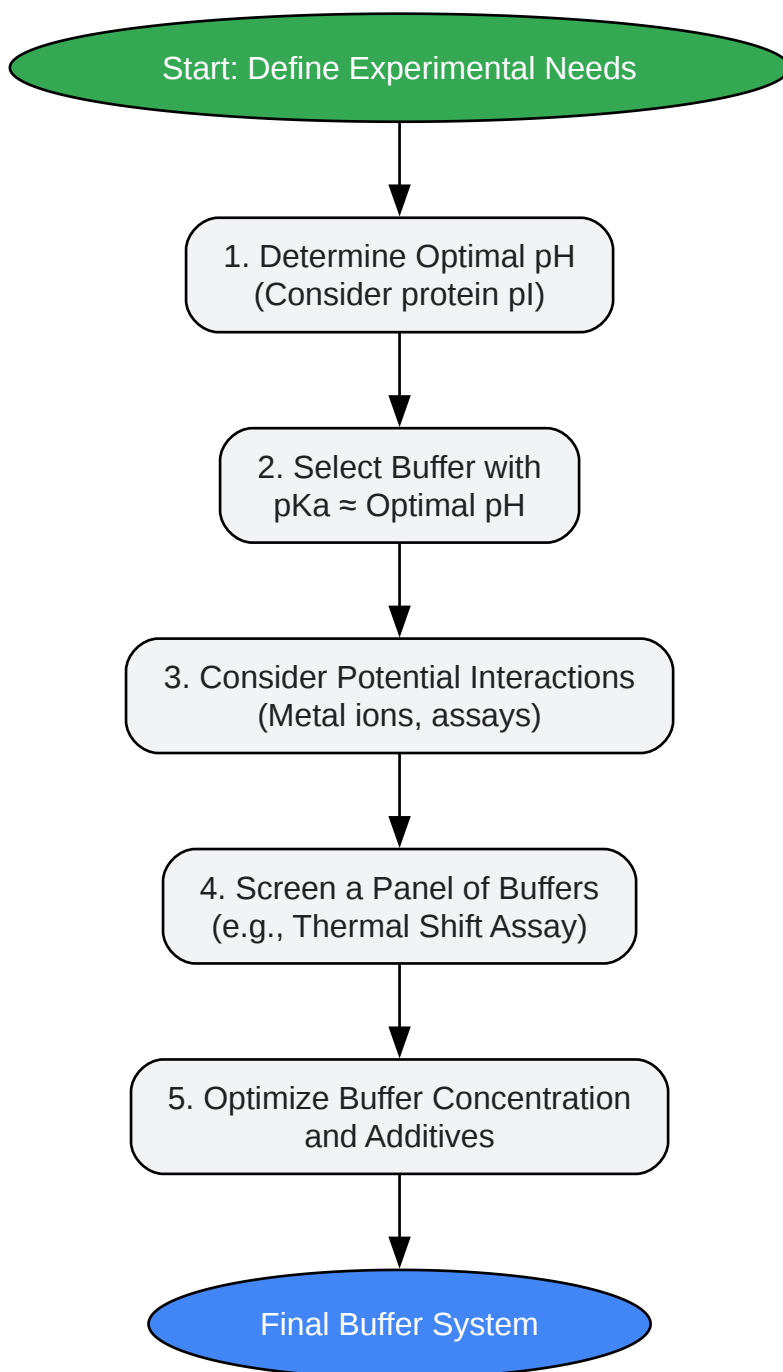 Start: Define Experimental Needs
1. Determine Optimal pH
(Consider protein pI)
2. Select Buffer with
pKa ≈ Optimal pH
3. Consider Potential Interactions
(Metal ions, assays)
4. Screen a Panel of Buffers
(e.g., Thermal Shift Assay)
5. Optimize Buffer Concentration
and Additives
Final Buffer System